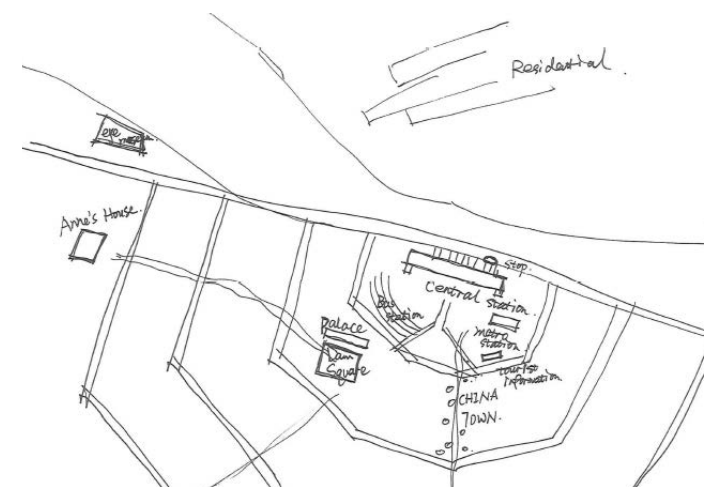 Residential.
eye
Anne's House.
Stop.
Central Station.
Bus
Station
Palace
Dam
Square
Metro
Station
Tourist
Information
CHINA
TOWN.